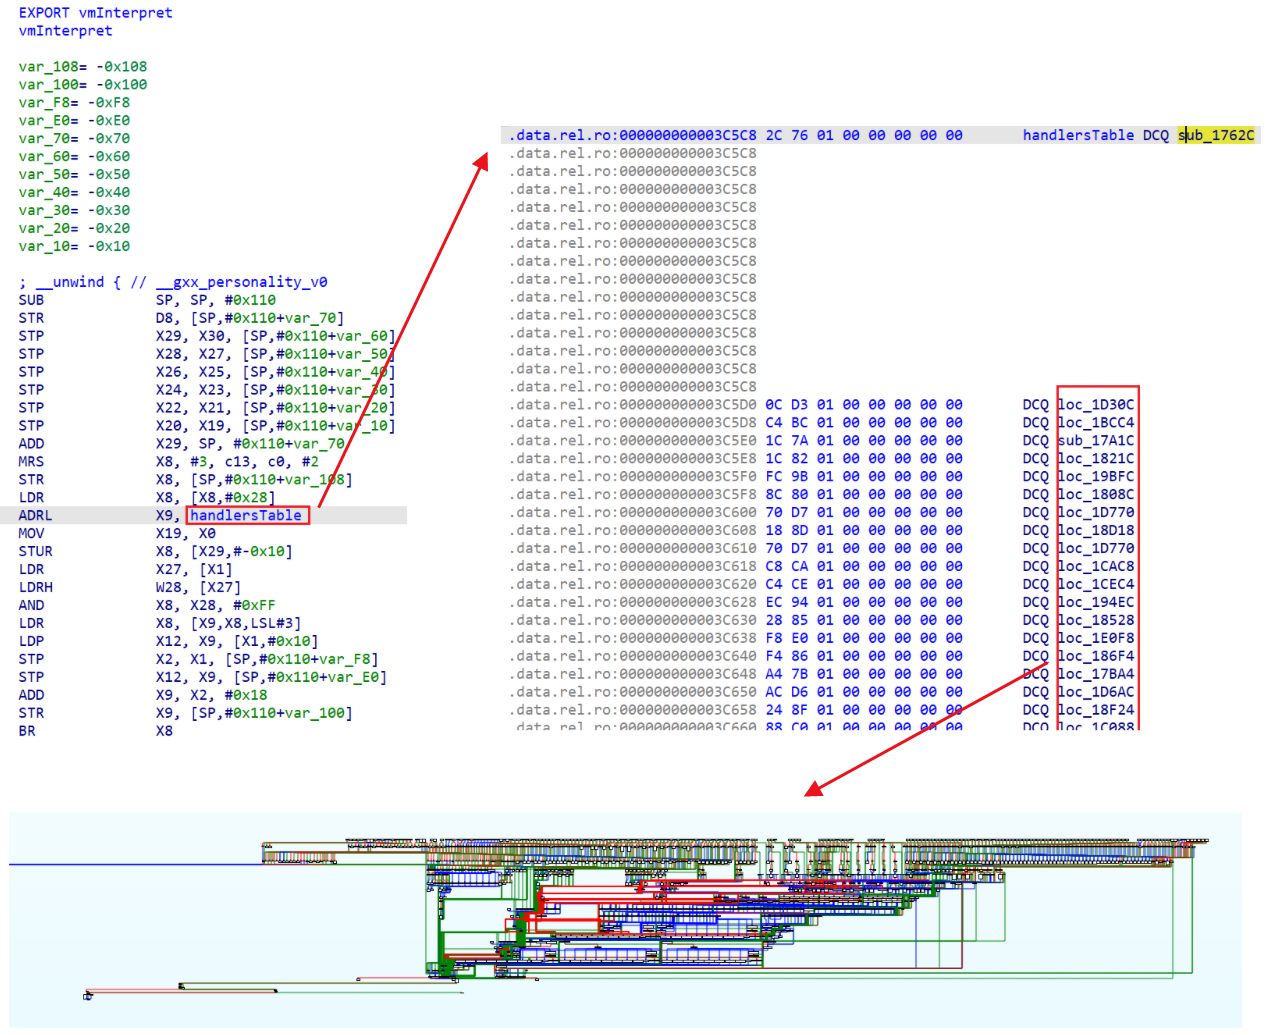 EXPORT vmInterpret
vmInterpret
var_108= -0x108
var_100= -0x100
var_F8= -0xF8
var_E0= -0xE0
var_70= -0x70
var_60= -0x60
var_50= -0x50
var_40= -0x40
var_30= -0x30
var_20= -0x20
var_10= -0x10
; __unwind { // __gxx_personality_v0
SUB SP, SP, #0x110
STR D8, [SP,#0x110+var_70]
STP X29, X30, [SP,#0x110+var_60]
STP X28, X27, [SP,#0x110+var_50]
STP X26, X25, [SP,#0x110+var_40]
STP X24, X23, [SP,#0x110+var_30]
STP X22, X21, [SP,#0x110+var_20]
STP X20, X19, [SP,#0x110+var_10]
ADD X29, SP, #0x110+var_70
MRS X8, #3, c13, c0, #2
STR X8, [SP,#0x110+var_108]
LDR X8, [X8,#0x28]
ADRL X9, handlersTable
MOV X19, X0
STUR X8, [X29,#-0x10]
LDR X27, [X1]
LDRH W28, [X27]
AND X8, X28, #0xFF
LDR X8, [X9,X8,LSL#3]
LDP X12, X9, [X1,#0x10]
STP X2, X1, [SP,#0x110+var_F8]
STP X12, X9, [SP,#0x110+var_E0]
ADD X9, X2, #0x18
STR X9, [SP,#0x110+var_100]
BR X8
.data.rel.ro:000000000003C5C8 2C 76 01 00 00 00 00 00 handlersTable DCQ sub_1762C
.data.rel.ro:000000000003C5C8
.data.rel.ro:000000000003C5C8
.data.rel.ro:000000000003C5C8
.data.rel.ro:000000000003C5C8
.data.rel.ro:000000000003C5C8
.data.rel.ro:000000000003C5C8
.data.rel.ro:000000000003C5C8
.data.rel.ro:000000000003C5C8
.data.rel.ro:000000000003C5C8
.data.rel.ro:000000000003C5C8
.data.rel.ro:000000000003C5C8
.data.rel.ro:000000000003C5C8
.data.rel.ro:000000000003C5C8
.data.rel.ro:000000000003C5C8
.data.rel.ro:000000000003C5D0 0C D3 01 00 00 00 00 00 DCQ loc_1D30C
.data.rel.ro:000000000003C5D8 C4 BC 01 00 00 00 00 00 DCQ loc_1BCC4
.data.rel.ro:000000000003C5E0 1C 7A 01 00 00 00 00 00 DCQ sub_17A1C
.data.rel.ro:000000000003C5E8 1C 82 01 00 00 00 00 00 DCQ loc_1821C
.data.rel.ro:000000000003C5F0 FC 9B 01 00 00 00 00 00 DCQ loc_19BFC
.data.rel.ro:000000000003C5F8 8C 80 01 00 00 00 00 00 DCQ loc_1808C
.data.rel.ro:000000000003C600 70 D7 01 00 00 00 00 00 DCQ loc_1D770
.data.rel.ro:000000000003C608 18 8D 01 00 00 00 00 00 DCQ loc_18D18
.data.rel.ro:000000000003C610 70 D7 01 00 00 00 00 00 DCQ loc_1D770
.data.rel.ro:000000000003C618 C8 CA 01 00 00 00 00 00 DCQ loc_1CAC8
.data.rel.ro:000000000003C620 C4 CE 01 00 00 00 00 00 DCQ loc_1CEC4
.data.rel.ro:000000000003C628 EC 94 01 00 00 00 00 00 DCQ loc_194EC
.data.rel.ro:000000000003C630 28 85 01 00 00 00 00 00 DCQ loc_18528
.data.rel.ro:000000000003C638 F8 E0 01 00 00 00 00 00 DCQ loc_1E0F8
.data.rel.ro:000000000003C640 F4 86 01 00 00 00 00 00 DCQ loc_186F4
.data.rel.ro:000000000003C648 A4 7B 01 00 00 00 00 00 DCQ loc_17BA4
.data.rel.ro:000000000003C650 AC D6 01 00 00 00 00 00 DCQ loc_1D6AC
.data.rel.ro:000000000003C658 24 8F 01 00 00 00 00 00 DCQ loc_18F24
.data.rel.ro:000000000003C660 88 C0 01 00 00 00 00 00 DCQ loc_1C088